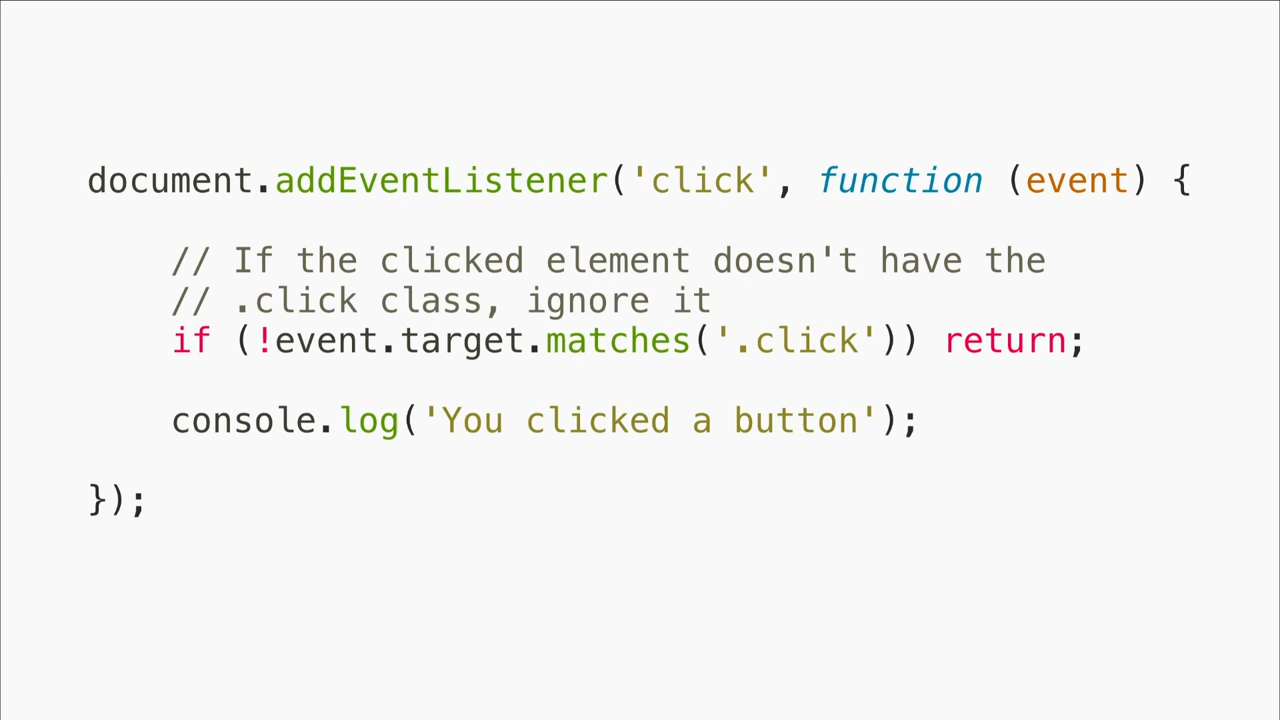 document.addEventListener('click', function (event) {
// If the clicked element doesn't have the
// .click class, ignore it
if (!event.target.matches('.click')) return;
console.log('You clicked a button');
});